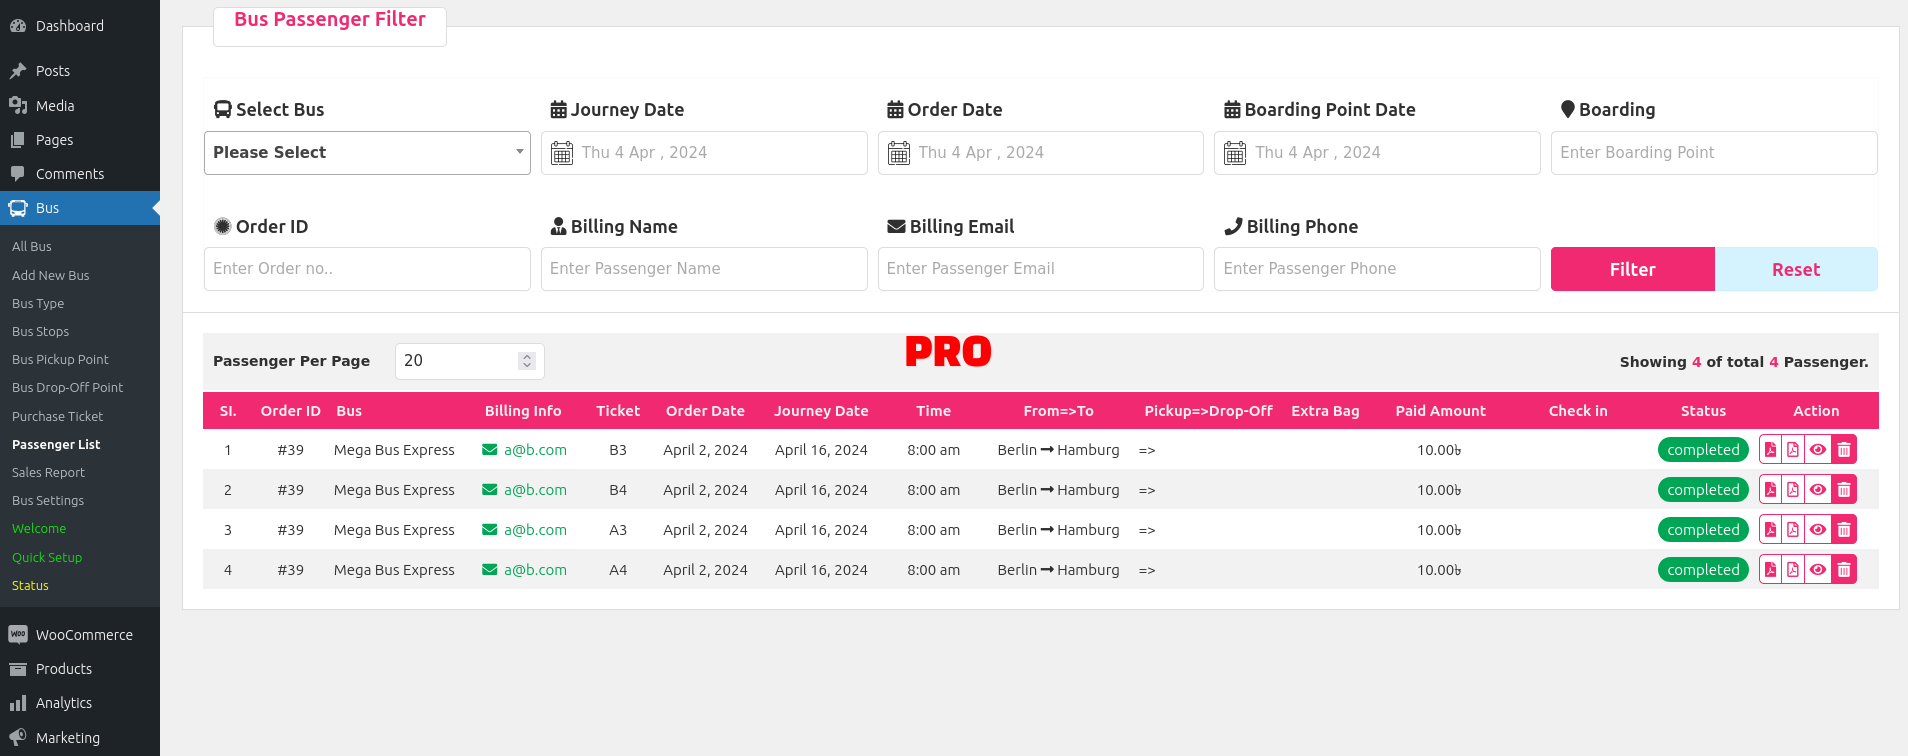 Dashboard
Posts
Media
Pages
Comments
Bus
All Bus
Add New Bus
Bus Type
Bus Stops
Bus Pickup Point
Bus Drop-Off Point
Purchase Ticket
Passenger List
Sales Report
Bus Settings
Welcome
Quick Setup
Status
WooCommerce
Products
Analytics
Marketing
Bus Passenger Filter
Select Bus Journey Date Order Date Boarding Point Date Boarding
Please Select Thu 4 Apr , 2024 Thu 4 Apr , 2024 Thu 4 Apr , 2024 Enter Boarding Point
Order ID Billing Name Billing Email Billing Phone
Enter Order no.. Enter Passenger Name Enter Passenger Email Enter Passenger Phone Filter Reset
Passenger Per Page 20 PRO Showing 4 of total 4 Passenger.
SI. Order ID Bus Billing Info Ticket Order Date Journey Date Time From=>To Pickup=>Drop-Off Extra Bag Paid Amount Check in Status Action
1 #39 Mega Bus Express a@b.com B3 April 2, 2024 April 16, 2024 8:00 am Berlin ➞ Hamburg => 10.00৳ completed
2 #39 Mega Bus Express a@b.com B4 April 2, 2024 April 16, 2024 8:00 am Berlin ➞ Hamburg => 10.00৳ completed
3 #39 Mega Bus Express a@b.com A3 April 2, 2024 April 16, 2024 8:00 am Berlin ➞ Hamburg => 10.00৳ completed
4 #39 Mega Bus Express a@b.com A4 April 2, 2024 April 16, 2024 8:00 am Berlin ➞ Hamburg => 10.00৳ completed